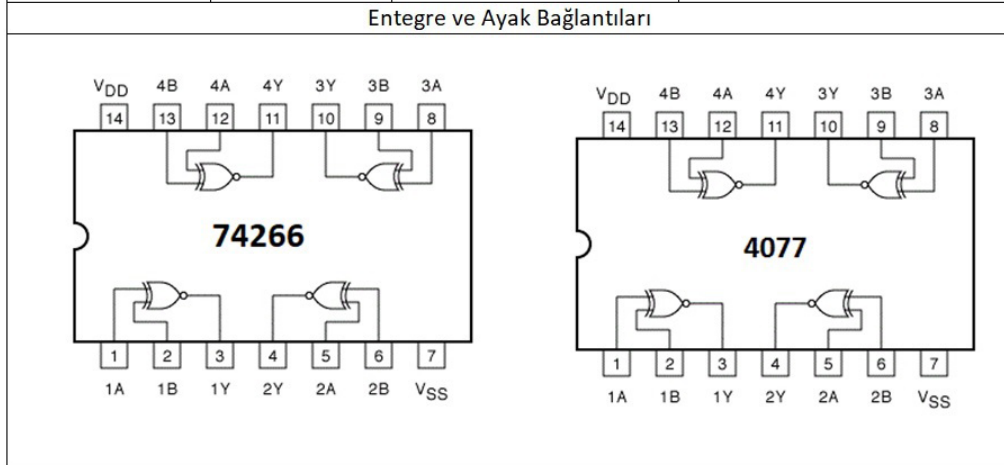 Entegre ve Ayak Bağlantıları
VDD 4B 4A 4Y 3Y 3B 3A
14 13 12 11 10 9 8
74266
1 2 3 4 5 6 7
1A 1B 1Y 2Y 2A 2B VSS
VDD 4B 4A 4Y 3Y 3B 3A
14 13 12 11 10 9 8
4077
1 2 3 4 5 6 7
1A 1B 1Y 2Y 2A 2B VSS